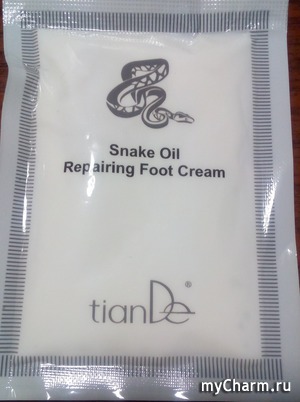 Snake Oil
Repairing Foot Cream
tianDe®
myCharm.ru